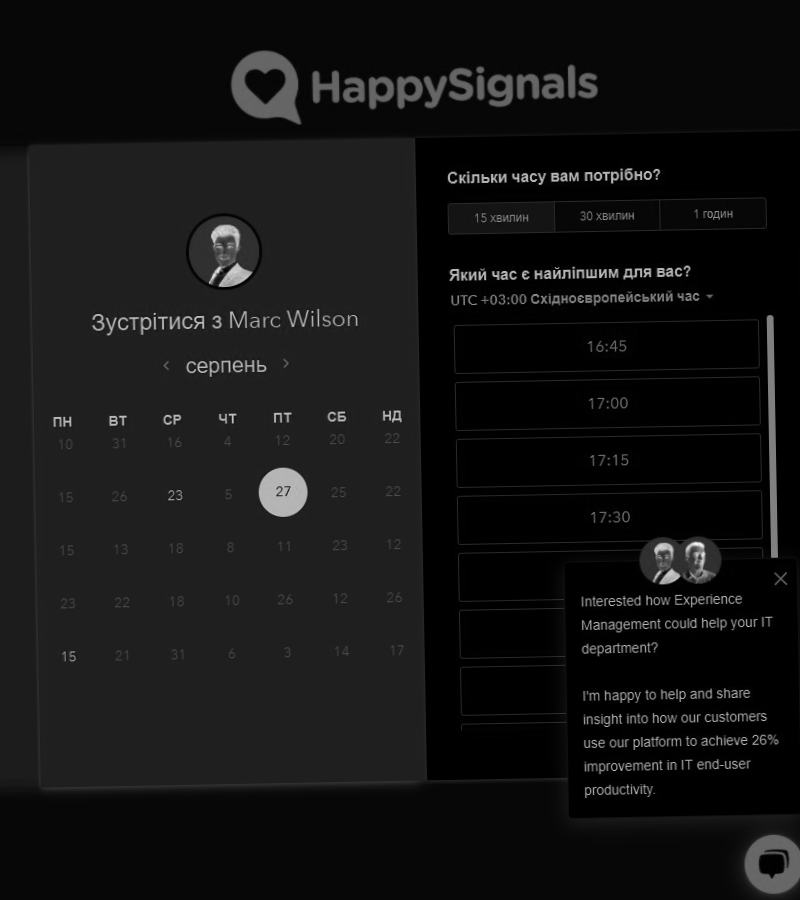 HappySignals
Зустрітися з Marc Wilson
серпень
ПН ВТ СР ЧТ ПТ СБ НД
10 31 16 4 12 20 22
15 26 23 5 27 25 22
15 13 18 8 11 23 12
23 22 18 10 26 12 26
15 21 31 6 3 14 17
Скільки часу вам потрібно?
15 хвилин 30 хвилин 1 годин
Який час є найліпшим для вас?
UTC +03:00 Східноєвропейський час
16:45
17:00
17:15
17:30
Interested how Experience
Management could help your IT
department?
I'm happy to help and share
insight into how our customers
use our platform to achieve 26%
improvement in IT end-user
productivity.